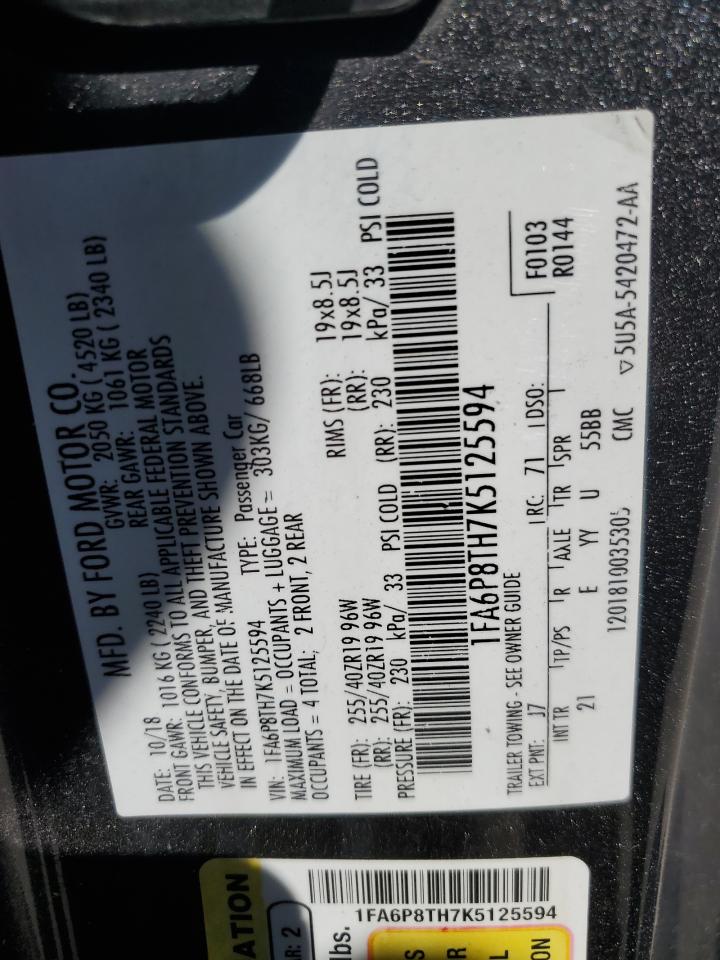 MFD. BY FORD MOTOR CO.
DATE: 10/18 GVWR: 2050 KG ( 4520 LB)
FRONT GAWR: 1016 KG ( 2240 LB) REAR GAWR: 1061 KG ( 2340 LB)
THIS VEHICLE CONFORMS TO ALL APPLICABLE FEDERAL MOTOR
VEHICLE SAFETY, BUMPER, AND THEFT PREVENTION STANDARDS
IN EFFECT ON THE DATE OF MANUFACTURE SHOWN ABOVE.
VIN: 1FA6P8TH7K5125594 TYPE: Passenger Car
MAXIMUM LOAD = OCCUPANTS + LUGGAGE = 303KG/ 668LB
OCCUPANTS = 4 TOTAL; 2 FRONT, 2 REAR
TIRE (FR): 255/40ZR19 96W RIMS (FR): 19x8.5J
(RR): 255/40ZR19 96W (RR): 19x8.5J
PRESSURE (FR): 230 kPa/ 33 PSI COLD (RR): 230 kPa/ 33 PSI COLD
1FA6P8TH7K5125594
TRAILER TOWING - SEE OWNER GUIDE F0103
EXT PNT: J7 RC: 71 DSO: R0144
INT TR TP/PS R AXLE TR SPR
21 E YY U 55BB
1201810035305 CMC ▽5U5A-5420472-AA
1FA6P8TH7K5125594
ATION
AR: 2
lbs.
S
R
L
ON